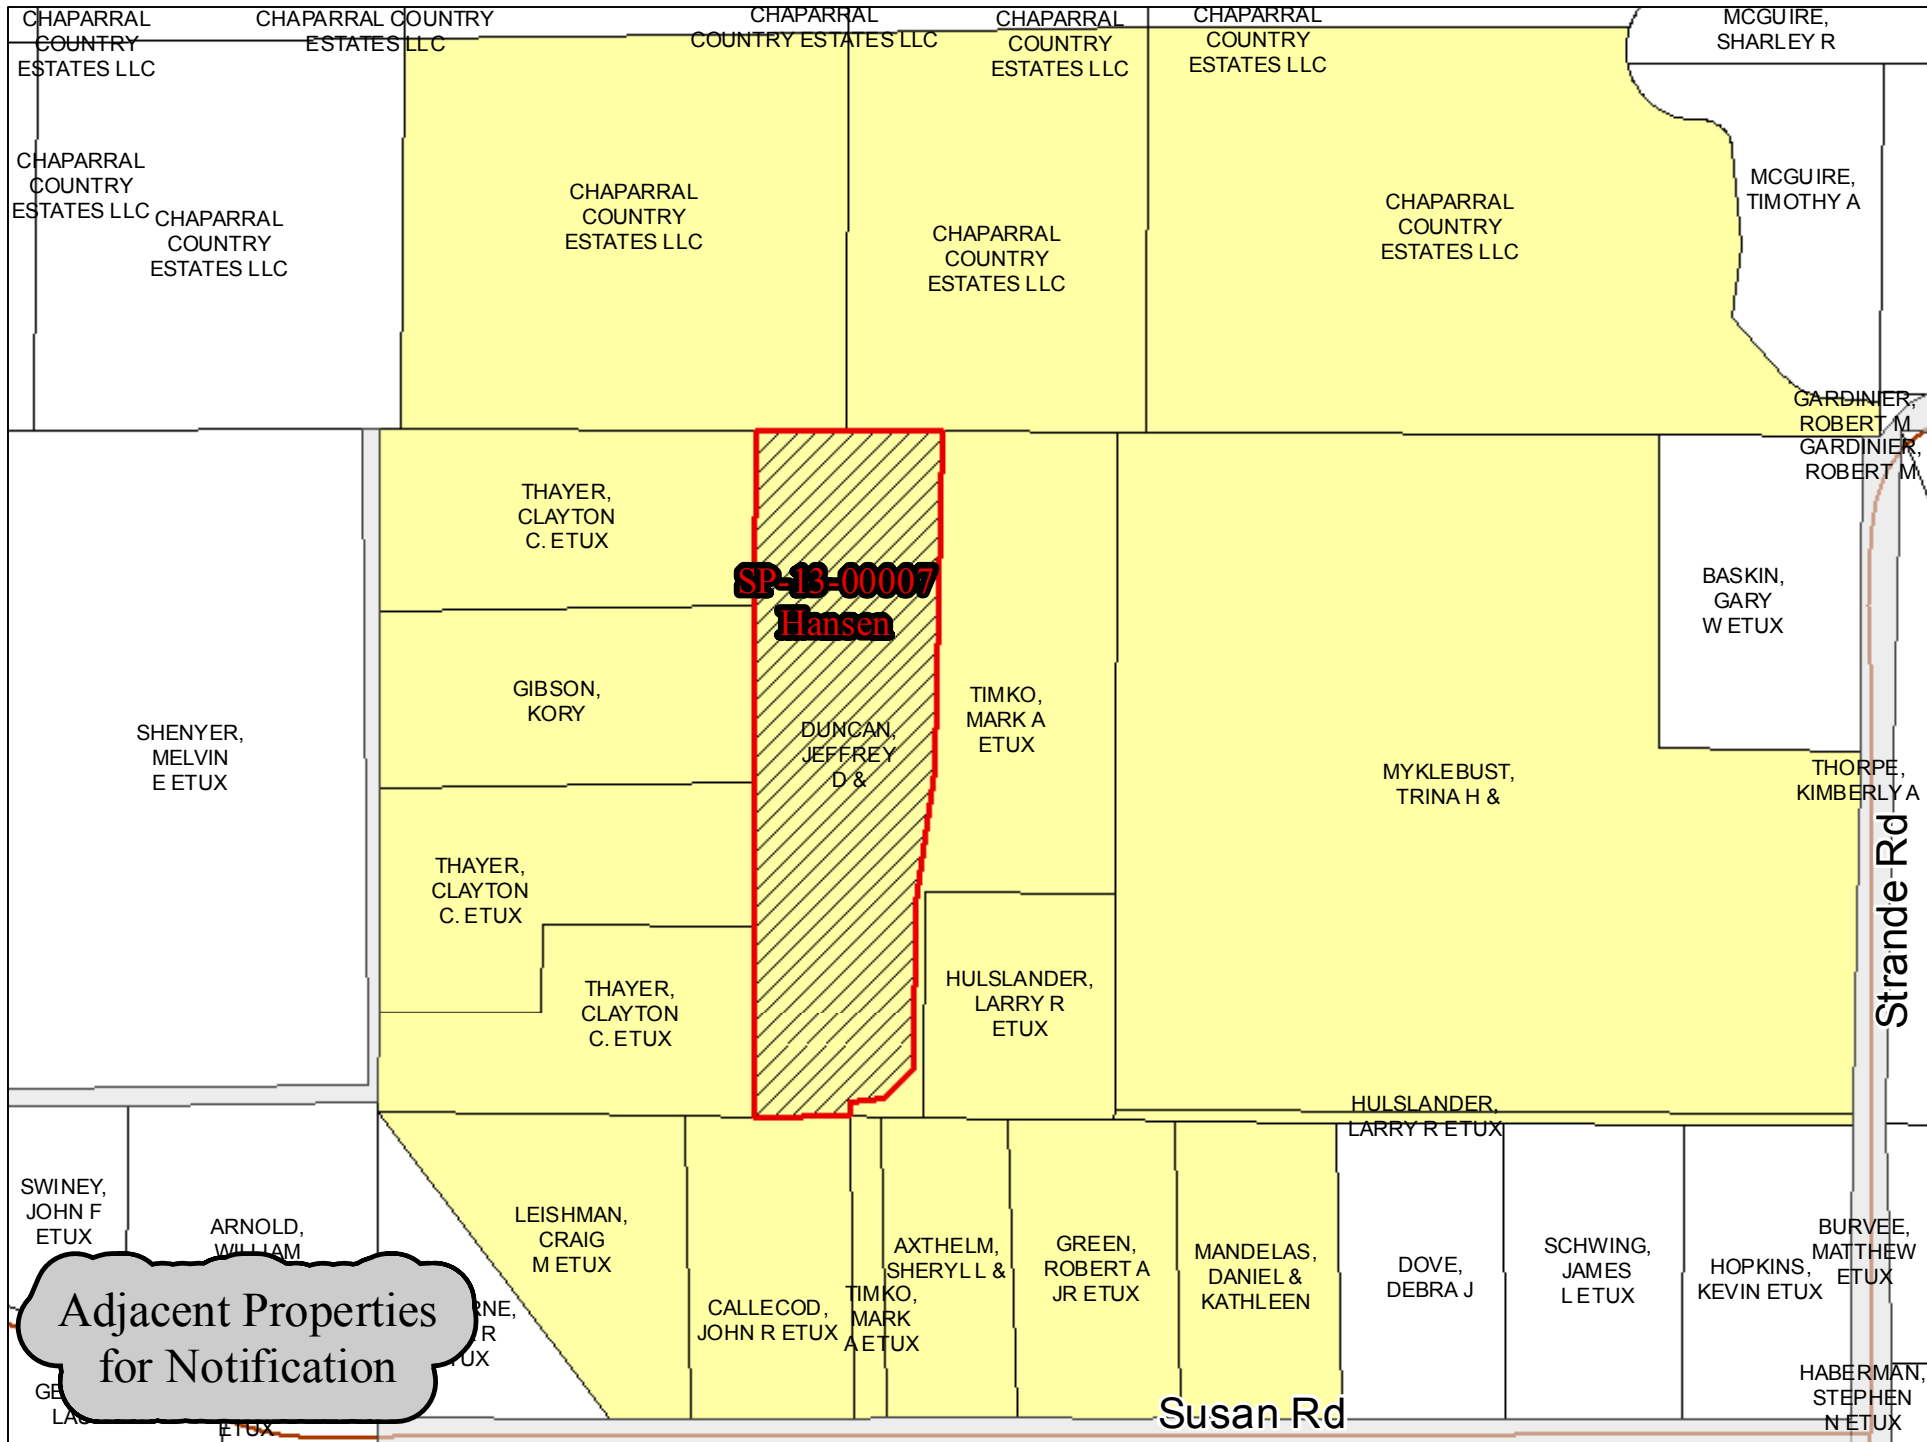 CHAPARRAL
COUNTRY
ESTATES LLC
CHAPARRAL COUNTRY
ESTATES LLC
CHAPARRAL
COUNTRY ESTATES LLC
CHAPARRAL
COUNTRY
ESTATES LLC
CHAPARRAL
COUNTRY
ESTATES LLC
MCGUIRE,
SHARLEY R
CHAPARRAL
COUNTRY
ESTATES LLC
CHAPARRAL
COUNTRY
ESTATES LLC
CHAPARRAL
COUNTRY
ESTATES LLC
CHAPARRAL
COUNTRY
ESTATES LLC
CHAPARRAL
COUNTRY
ESTATES LLC
MCGUIRE,
TIMOTHY A
GARDINIER,
ROBERT M
GARDINIER,
ROBERT M
THAYER,
CLAYTON
C. ETUX
SP-13-00007
Hansen
BASKIN,
GARY
W ETUX
GIBSON,
KORY
SHENYER,
MELVIN
E ETUX
DUNCAN,
JEFFREY
D &
TIMKO,
MARK A
ETUX
MYKLEBUST,
TRINA H &
THORPE,
KIMBERLY A
Strande Rd
THAYER,
CLAYTON
C. ETUX
THAYER,
CLAYTON
C. ETUX
HULSLANDER,
LARRY R
ETUX
HULSLANDER,
LARRY R ETUX
SWINEY,
JOHN F
ETUX
ARNOLD,
WILLIAM
LEISHMAN,
CRAIG
M ETUX
CALLECOD,
JOHN R ETUX
TIMKO,
MARK
A ETUX
AXTHELM,
SHERYL L &
GREEN,
ROBERT A
JR ETUX
MANDELAS,
DANIEL &
KATHLEEN
DOVE,
DEBRA J
SCHWING,
JAMES
L ETUX
HOPKINS,
KEVIN ETUX
BURVEE,
MATTHEW
ETUX
Adjacent Properties
for Notification
ETUX
Susan Rd
HABERMAN,
STEPHEN
N ETUX